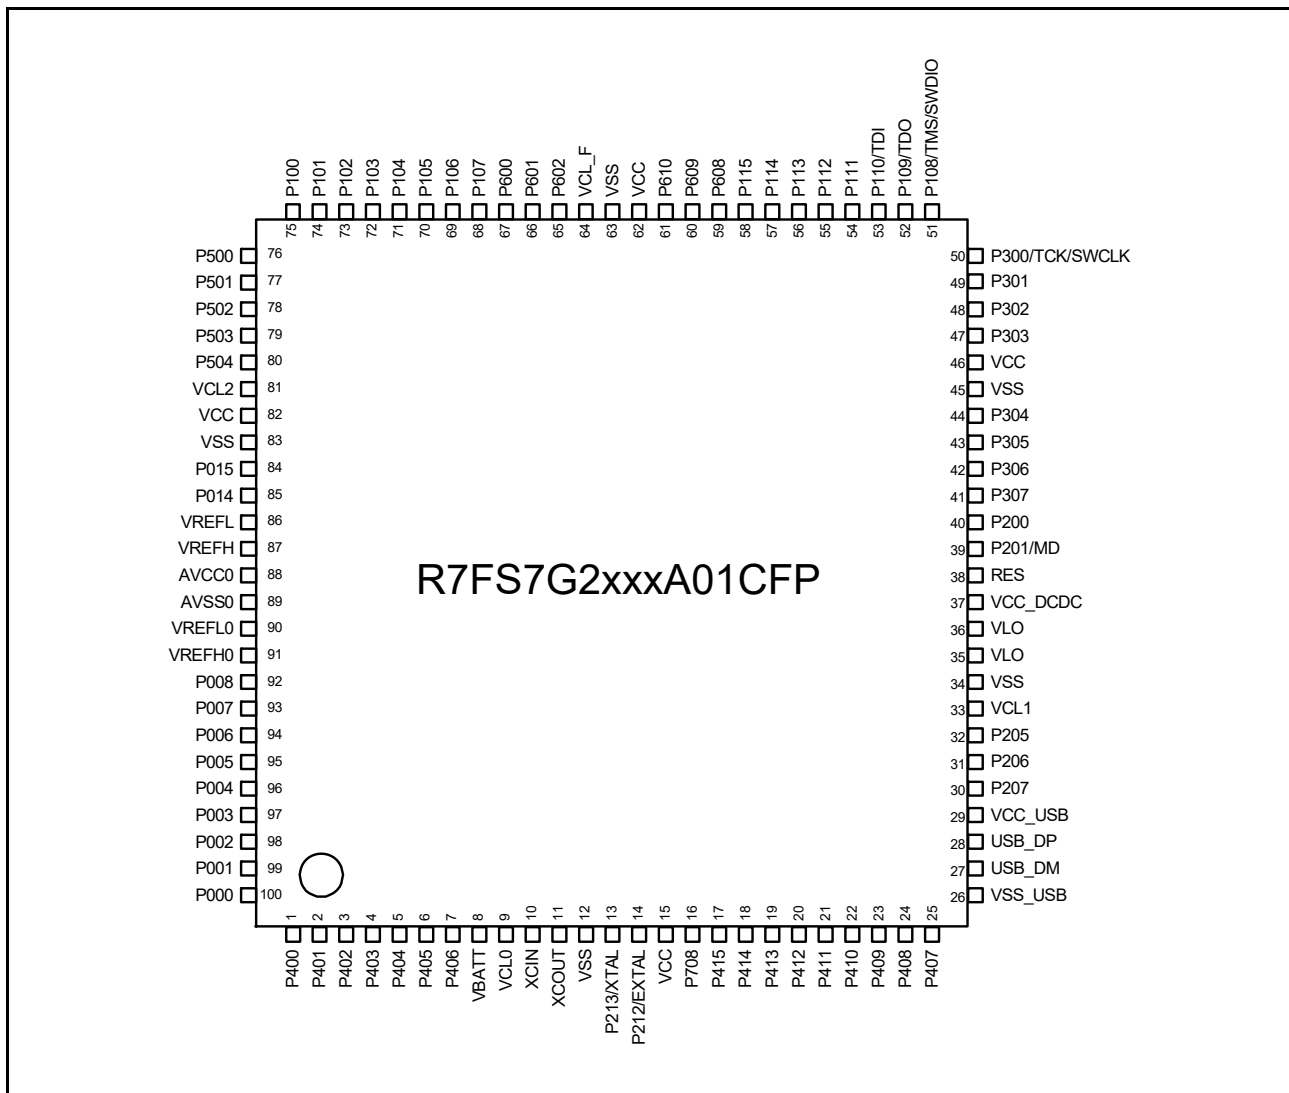 P100 P101 P102 P103 P104 P105 P106 P107 P600 P601 P602 VCL_F VSS VCC P610 P609 P608 P115 P114 P113 P112 P111 P110/TDI P109/TDO P108/TMS/SWDIO
75 74 73 72 71 70 69 68 67 66 65 64 63 62 61 60 59 58 57 56 55 54 53 52 51
P500 76 50 P300/TCK/SWCLK
P501 77 49 P301
P502 78 48 P302
P503 79 47 P303
P504 80 46 VCC
VCL2 81 45 VSS
VCC 82 44 P304
VSS 83 43 P305
P015 84 42 P306
P014 85 41 P307
VREFL 86 40 P200
VREFH 87 39 P201/MD
AVCC0 88 38 RES
R7FS7G2xxxA01CFP
AVSS0 89 37 VCC_DCDC
VREFL0 90 36 VLO
VREFH0 91 35 VLO
P008 92 34 VSS
P007 93 33 VCL1
P006 94 32 P205
P005 95 31 P206
P004 96 30 P207
P003 97 29 VCC_USB
P002 98 28 USB_DP
P001 99 27 USB_DM
P000 100 26 VSS_USB
1 2 3 4 5 6 7 8 9 10 11 12 13 14 15 16 17 18 19 20 21 22 23 24 25
P400 P401 P402 P403 P404 P405 P406 VBATT VCL0 XCIN XCOUT VSS P213/XTAL P212/EXTAL VCC P708 P415 P414 P413 P412 P411 P410 P409 P408 P407